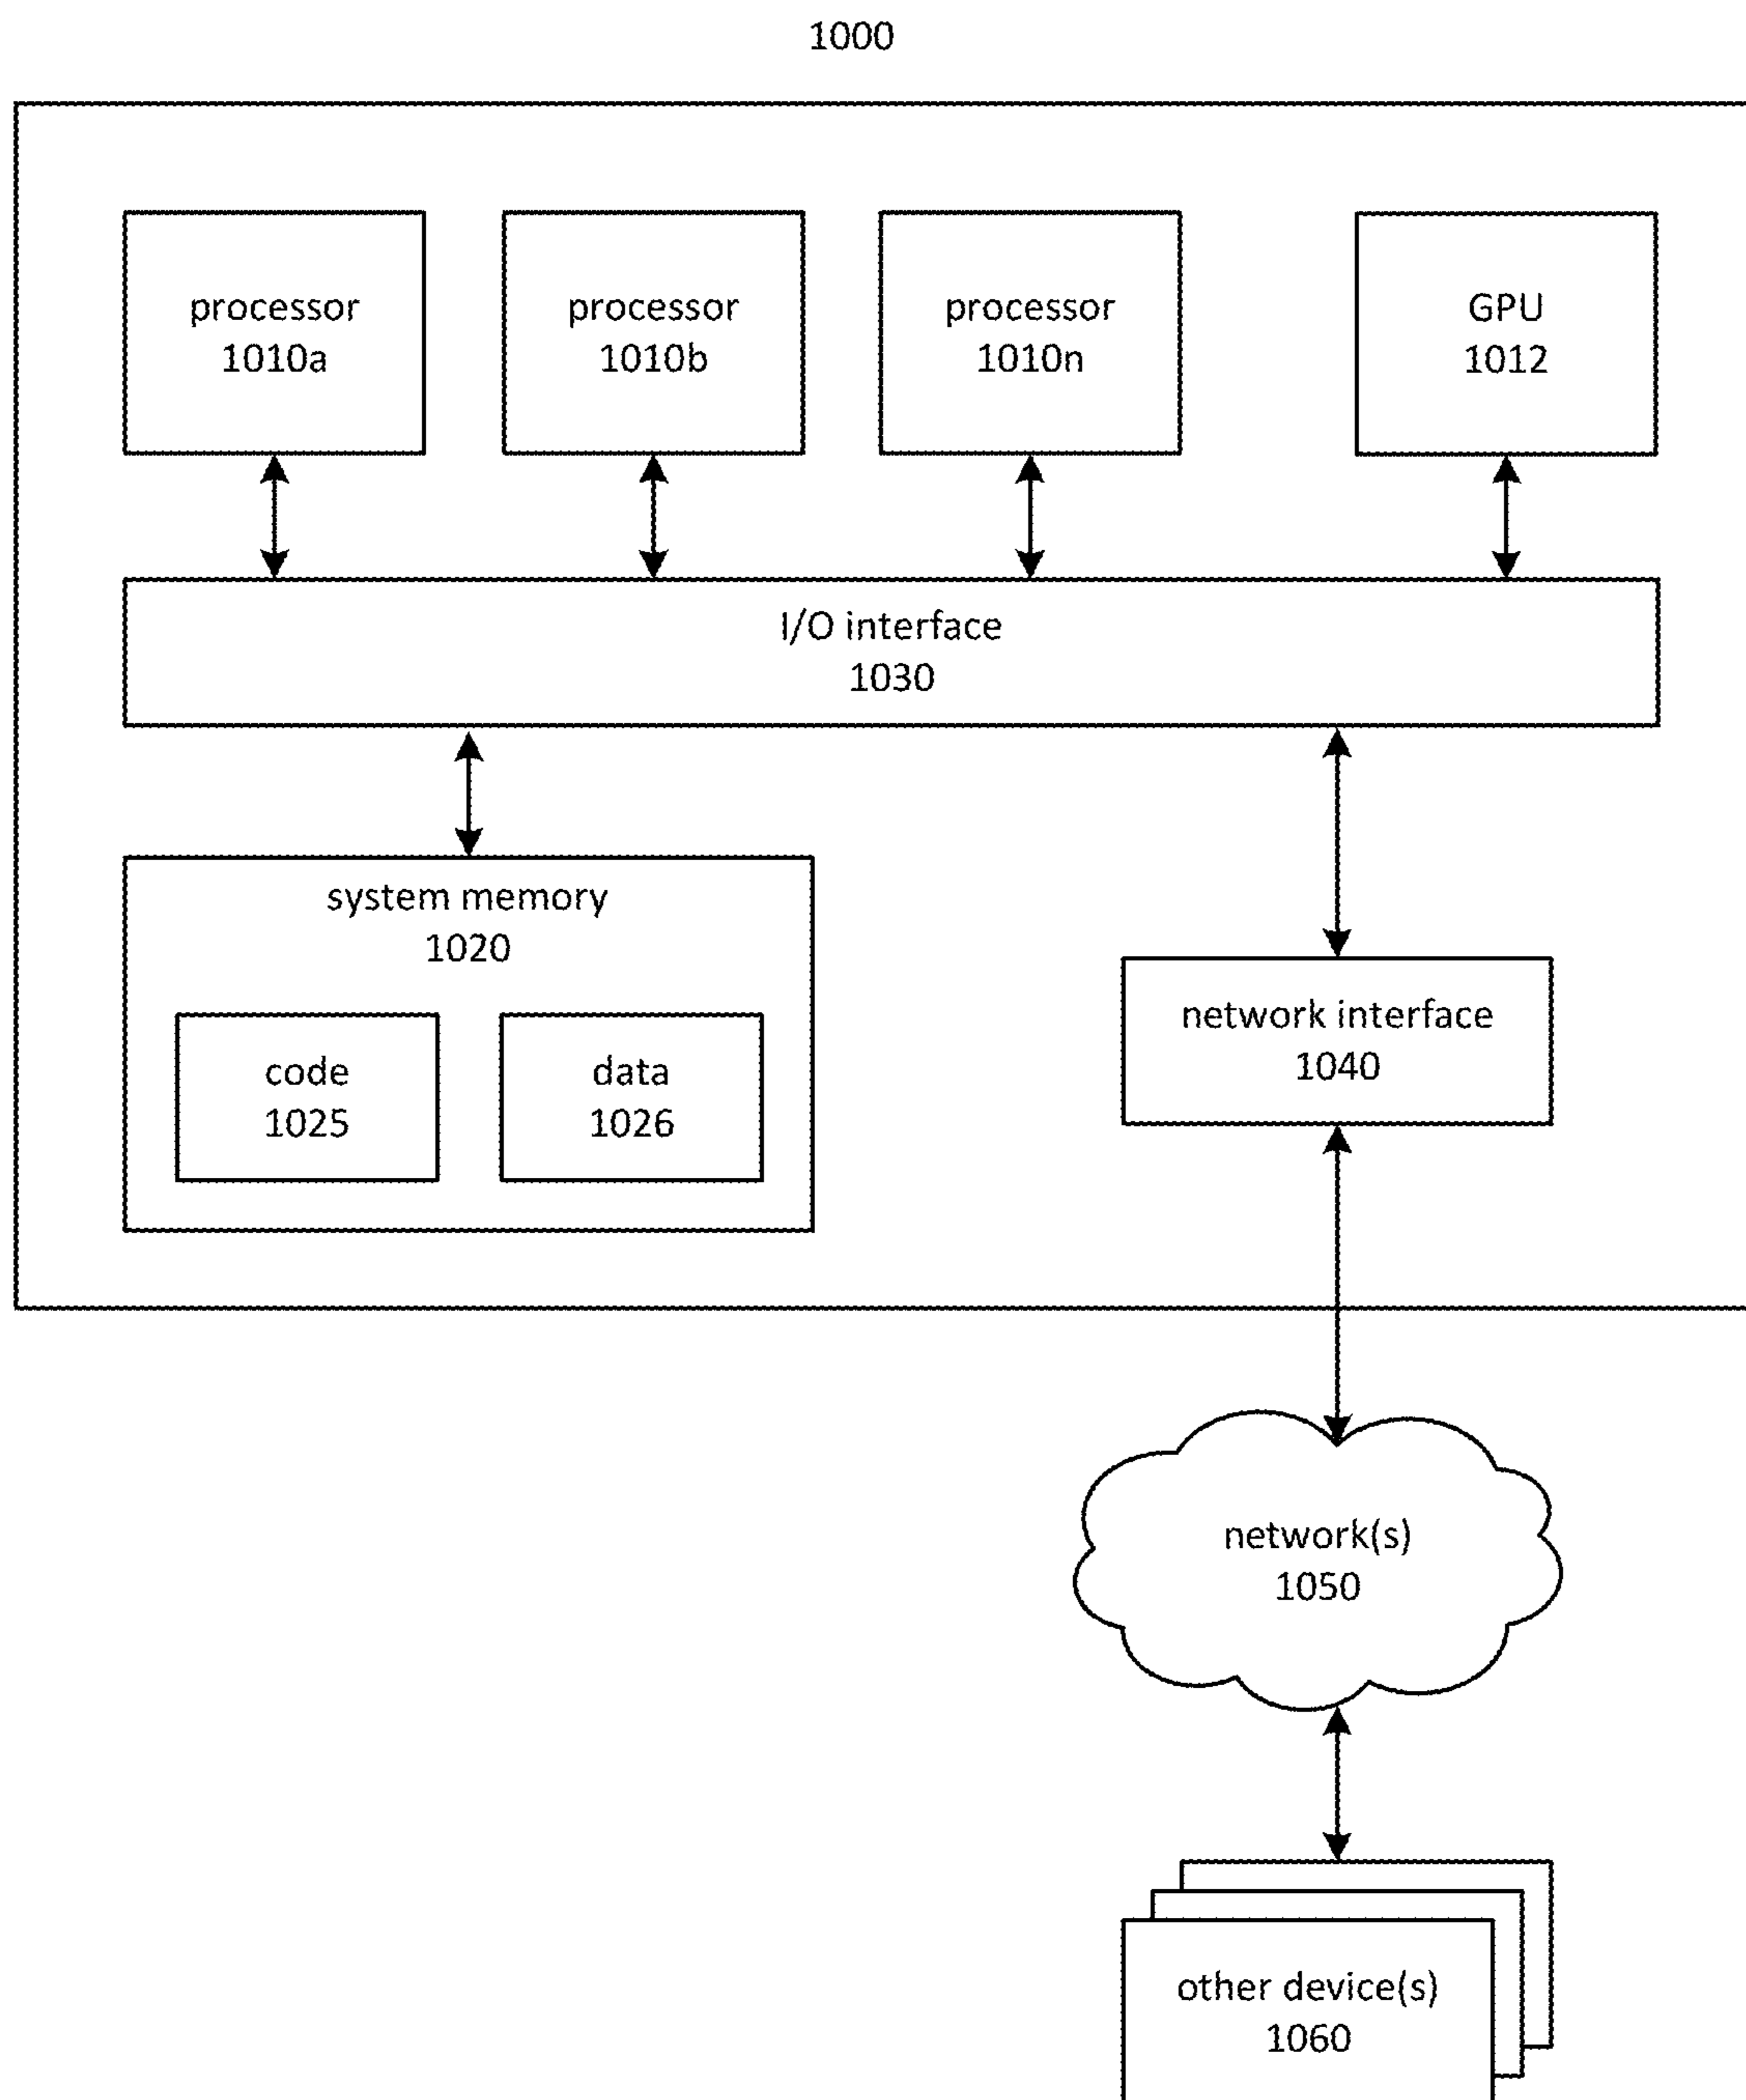 1000
processor
1010a
processor
1010b
processor
1010n
GPU
1012
I/O interface
1030
system memory
1020
code
1025
data
1026
network interface
1040
network(s)
1050
other device(s)
1060